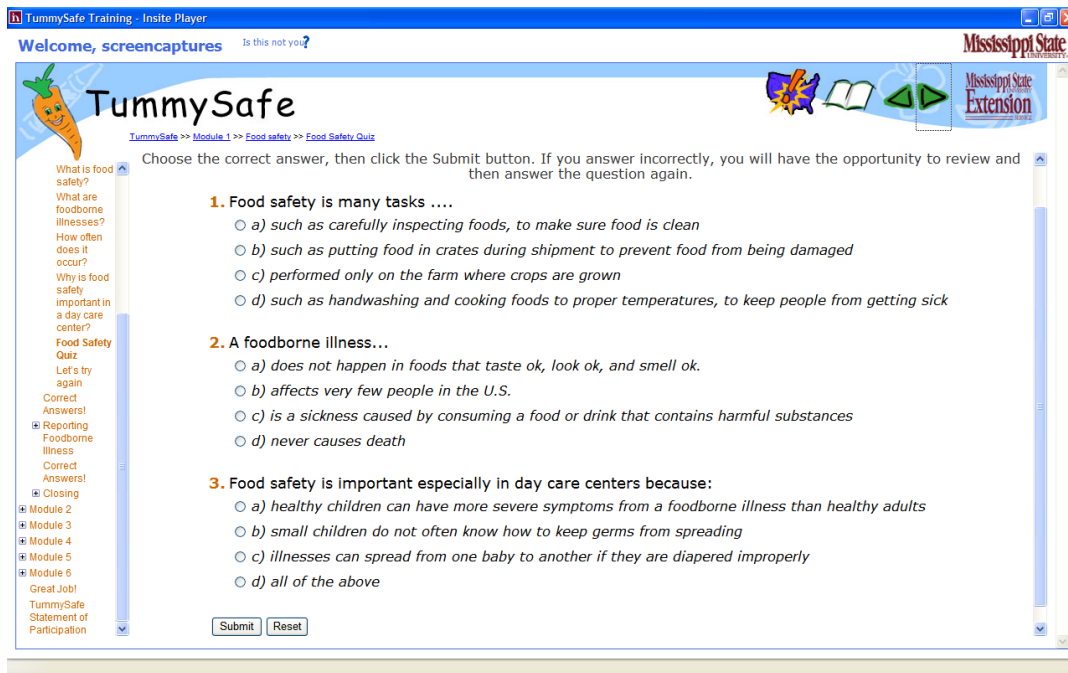 TummySafe Training - Insite Player
Welcome, screencaptures
Is this not you?
Mississippi State
UNIVERSITY
TummySafe
Mississippi State
UNIVERSITY
Extension
SERVICE
TummySafe >> Module 1 >> Food safety >> Food Safety Quiz
What is food
safety?
What are
foodborne
illnesses?
How often
does it
occur?
Why is food
safety
important in
a day care
center?
Food Safety
Quiz
Let's try
again
Correct
Answers!
Reporting
Foodborne
Illness
Correct
Answers!
Closing
Module 2
Module 3
Module 4
Module 5
Module 6
Great Job!
TummySafe
Statement of
Participation
Choose the correct answer, then click the Submit button. If you answer incorrectly, you will have the opportunity to review and
then answer the question again.
1. Food safety is many tasks ....
a) such as carefully inspecting foods, to make sure food is clean
b) such as putting food in crates during shipment to prevent food from being damaged
c) performed only on the farm where crops are grown
d) such as handwashing and cooking foods to proper temperatures, to keep people from getting sick
2. A foodborne illness...
a) does not happen in foods that taste ok, look ok, and smell ok.
b) affects very few people in the U.S.
c) is a sickness caused by consuming a food or drink that contains harmful substances
d) never causes death
3. Food safety is important especially in day care centers because:
a) healthy children can have more severe symptoms from a foodborne illness than healthy adults
b) small children do not often know how to keep germs from spreading
c) illnesses can spread from one baby to another if they are diapered improperly
d) all of the above
Submit Reset